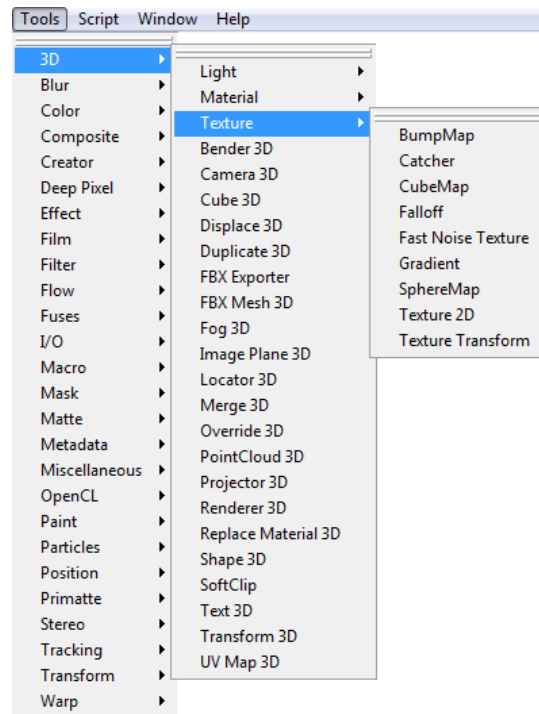 Tools Script Window Help
3D
Blur
Color
Composite
Creator
Deep Pixel
Effect
Film
Filter
Flow
Fuses
I/O
Macro
Mask
Matte
Metadata
Miscellaneous
OpenCL
Paint
Particles
Position
Primatte
Stereo
Tracking
Transform
Warp
Light
Material
Texture
Bender 3D
Camera 3D
Cube 3D
Displace 3D
Duplicate 3D
FBX Exporter
FBX Mesh 3D
Fog 3D
Image Plane 3D
Locator 3D
Merge 3D
Override 3D
PointCloud 3D
Projector 3D
Renderer 3D
Replace Material 3D
Shape 3D
SoftClip
Text 3D
Transform 3D
UV Map 3D
BumpMap
Catcher
CubeMap
Falloff
Fast Noise Texture
Gradient
SphereMap
Texture 2D
Texture Transform